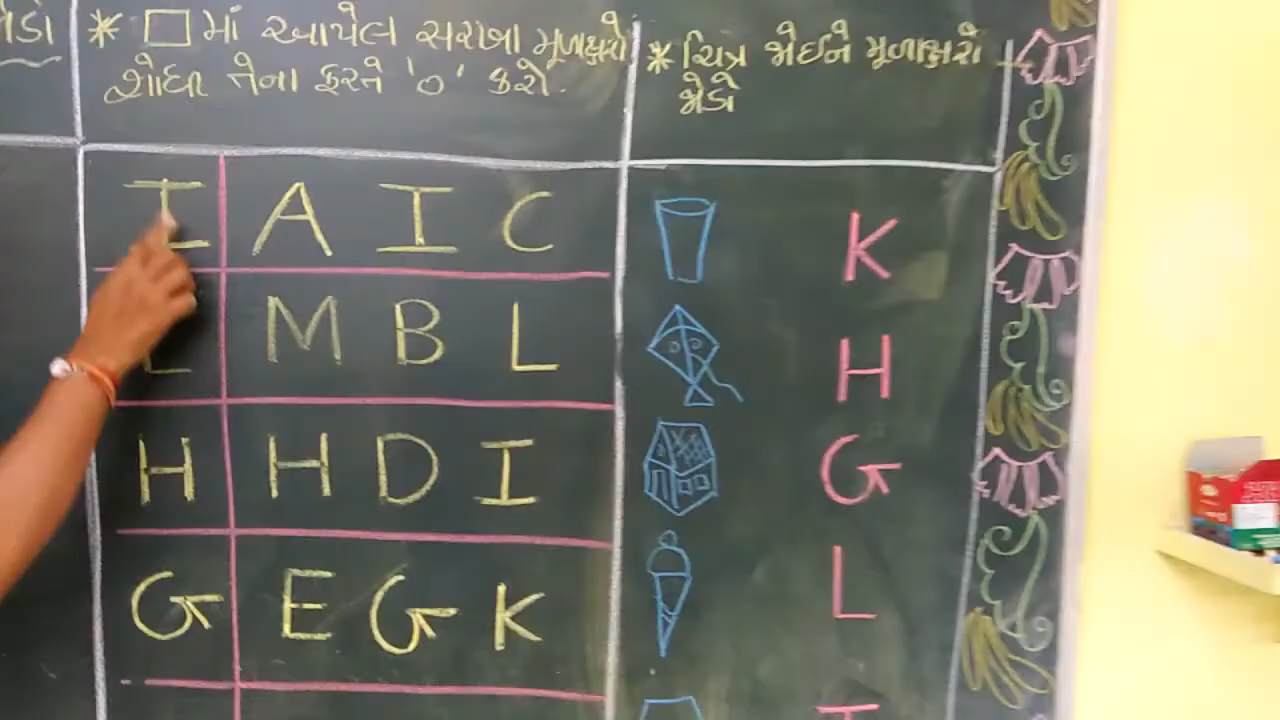 * □ માં આપેલ સરખા મૂળાક્ષરો
શોધી તેના ફરતે 'o' કરો.
* ચિત્ર જોઈને મૂળાક્ષરો
જોડો
I A I C
L M B L
H H D I
G E G K
K
H
G
L
I